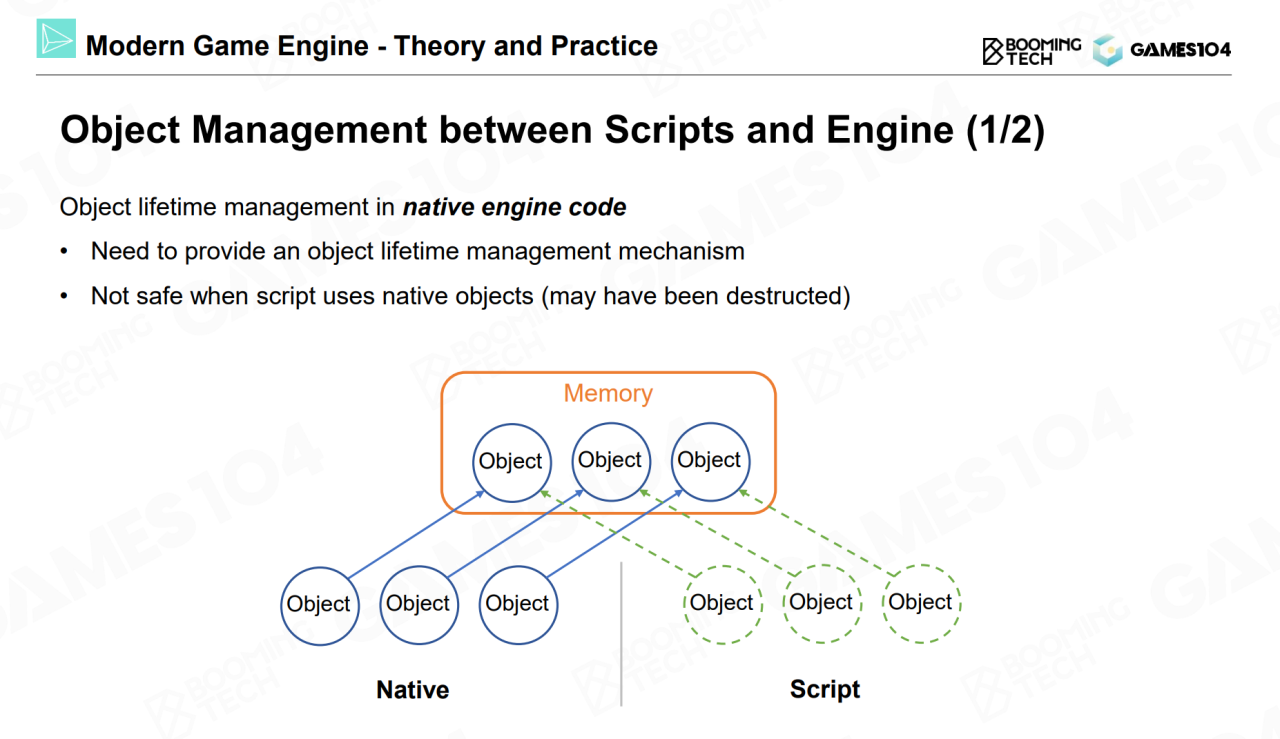 Modern Game Engine - Theory and Practice
BOOMING
TECH
GAMES104
Object Management between Scripts and Engine (1/2)
Object lifetime management in native engine code
• Need to provide an object lifetime management mechanism
• Not safe when script uses native objects (may have been destructed)
Memory
Object Object Object
Object Object Object Object Object Object
Native Script